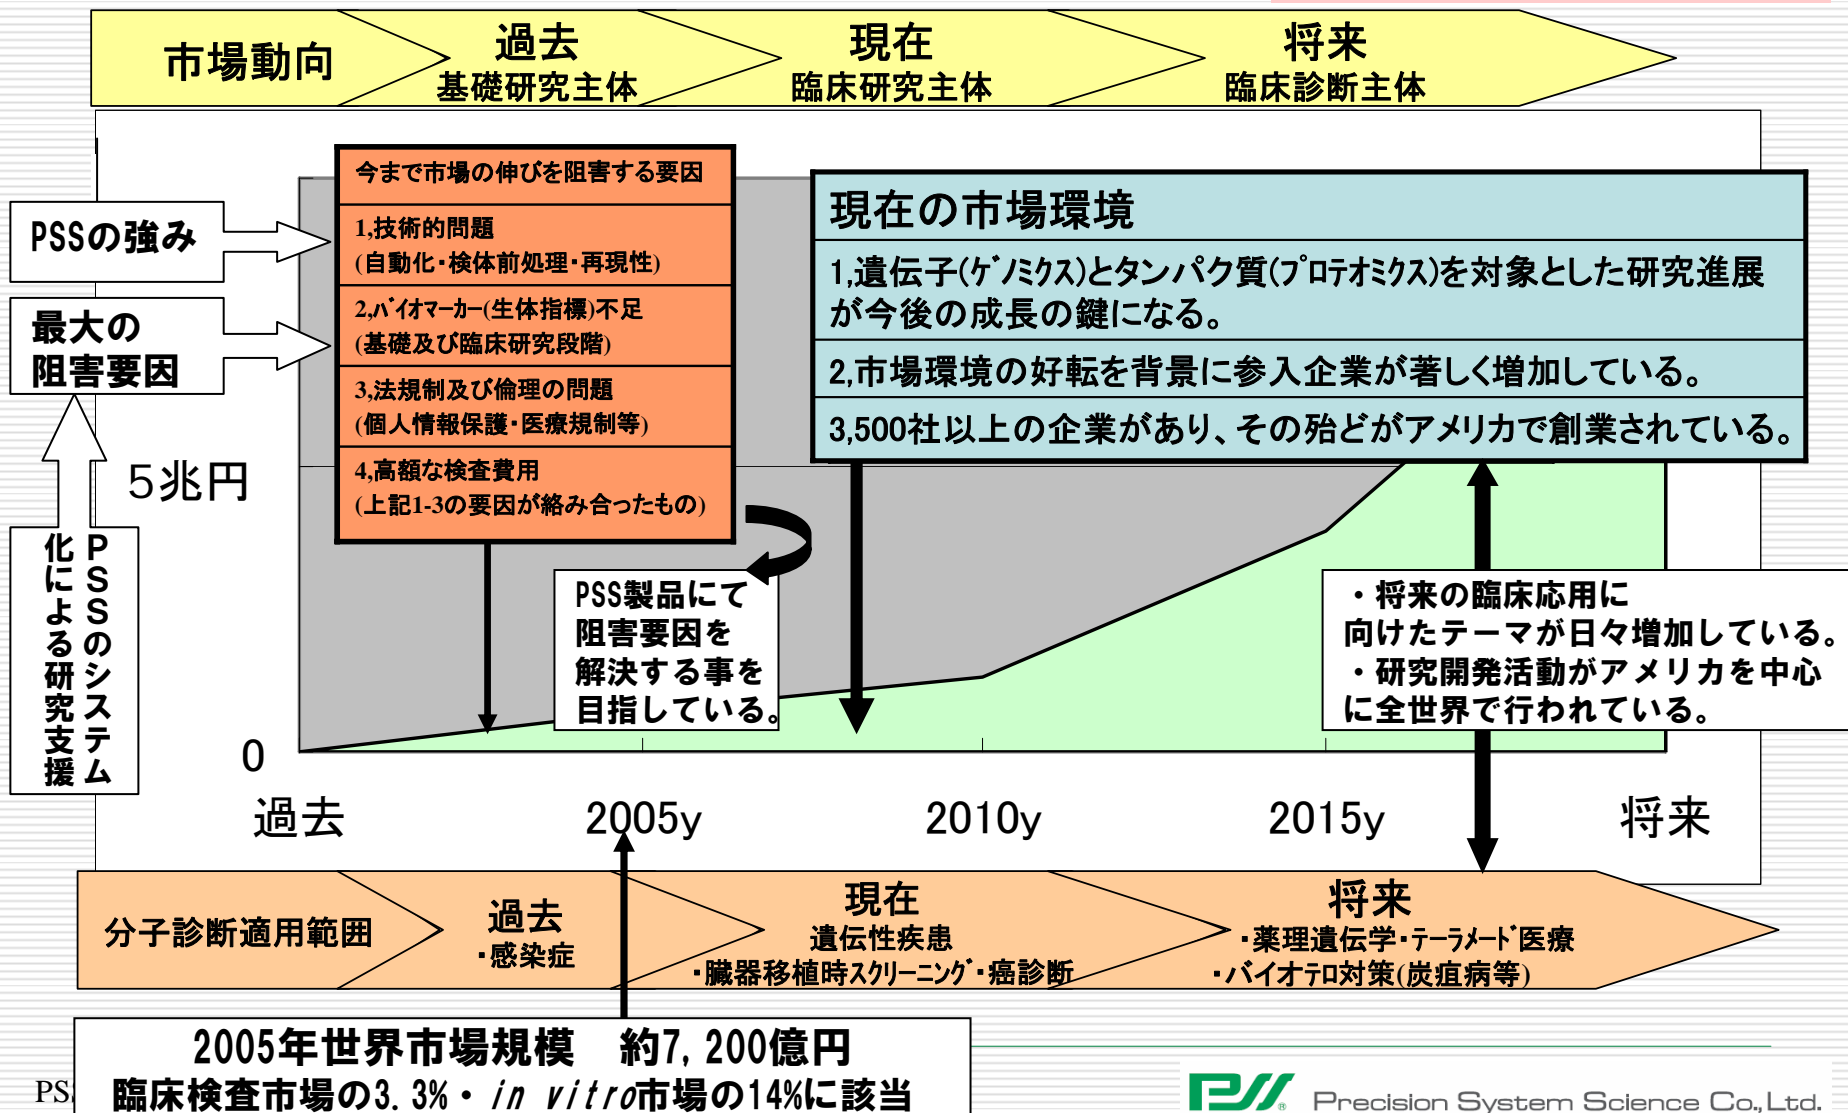 市場動向
過去
基礎研究主体
現在
臨床研究主体
将来
臨床診断主体
PSSの強み
最大の
阻害要因
PSSのシステム
化による研究支援
今まで市場の伸びを阻害する要因
1,技術的問題
(自動化・検体前処理・再現性)
2,バイオマーカー(生体指標)不足
(基礎及び臨床研究段階)
3,法規制及び倫理の問題
(個人情報保護・医療規制等)
4,高額な検査費用
(上記1-3の要因が絡み合ったもの)
現在の市場環境
1,遺伝子(ゲノミクス)とタンパク質(プロテオミクス)を対象とした研究進展
が今後の成長の鍵になる。
2,市場環境の好転を背景に参入企業が著しく増加している。
3,500社以上の企業があり、その殆どがアメリカで創業されている。
PSS製品にて
阻害要因を
解決する事を
目指している。
・将来の臨床応用に
向けたテーマが日々増加している。
・研究開発活動がアメリカを中心
に全世界で行われている。
5兆円
0
過去
2005y
2010y
2015y
将来
分子診断適用範囲
過去
・感染症
現在
遺伝性疾患
・臓器移植時スクリーニング・癌診断
将来
・薬理遺伝学・テーラメード医療
・バイオテロ対策(炭疽病等)
2005年世界市場規模　約7,200億円
臨床検査市場の3.3%・in vitro市場の14%に該当
PSS
Precision System Science Co.,Ltd.